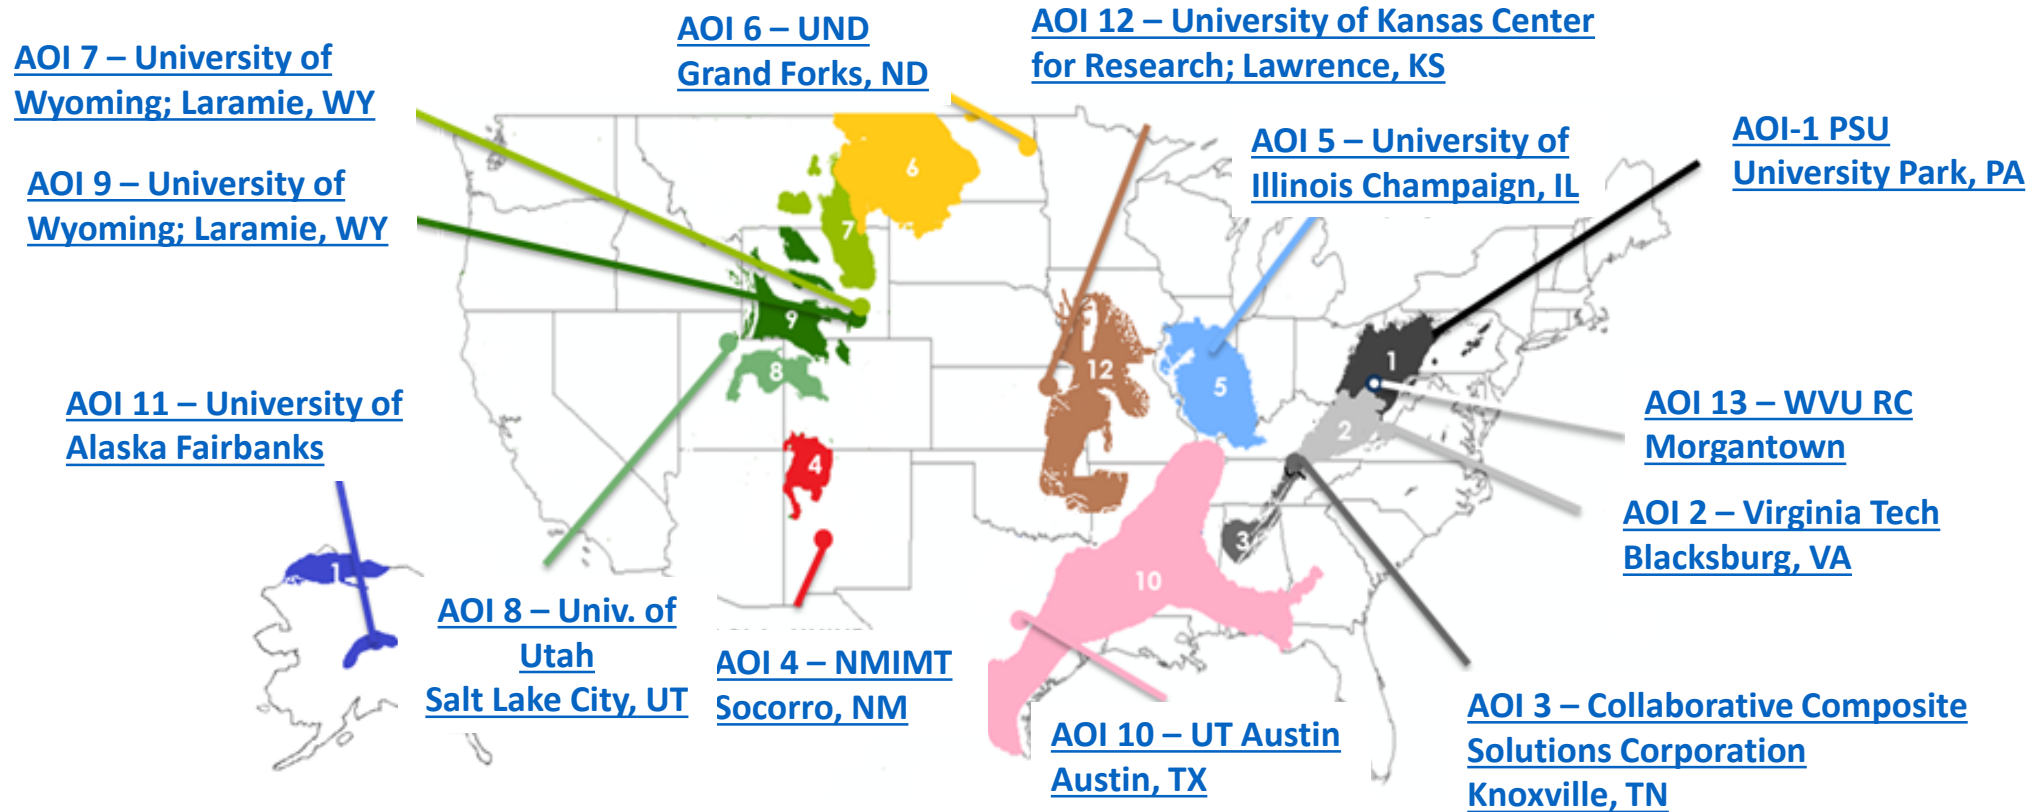 AOI 7 – University of
Wyoming; Laramie, WY
AOI 6 – UND
Grand Forks, ND
AOI 12 – University of Kansas Center
for Research; Lawrence, KS
AOI 5 – University of
Illinois Champaign, IL
AOI-1 PSU
University Park, PA
AOI 9 – University of
Wyoming; Laramie, WY
6
7
9
8
12
5
1
2
4
3
10
1
AOI 11 – University of
Alaska Fairbanks
AOI 13 – WVU RC
Morgantown
AOI 2 – Virginia Tech
Blacksburg, VA
AOI 8 – Univ. of
Utah
Salt Lake City, UT
AOI 4 – NMIMT
Socorro, NM
AOI 10 – UT Austin
Austin, TX
AOI 3 – Collaborative Composite
Solutions Corporation
Knoxville, TN